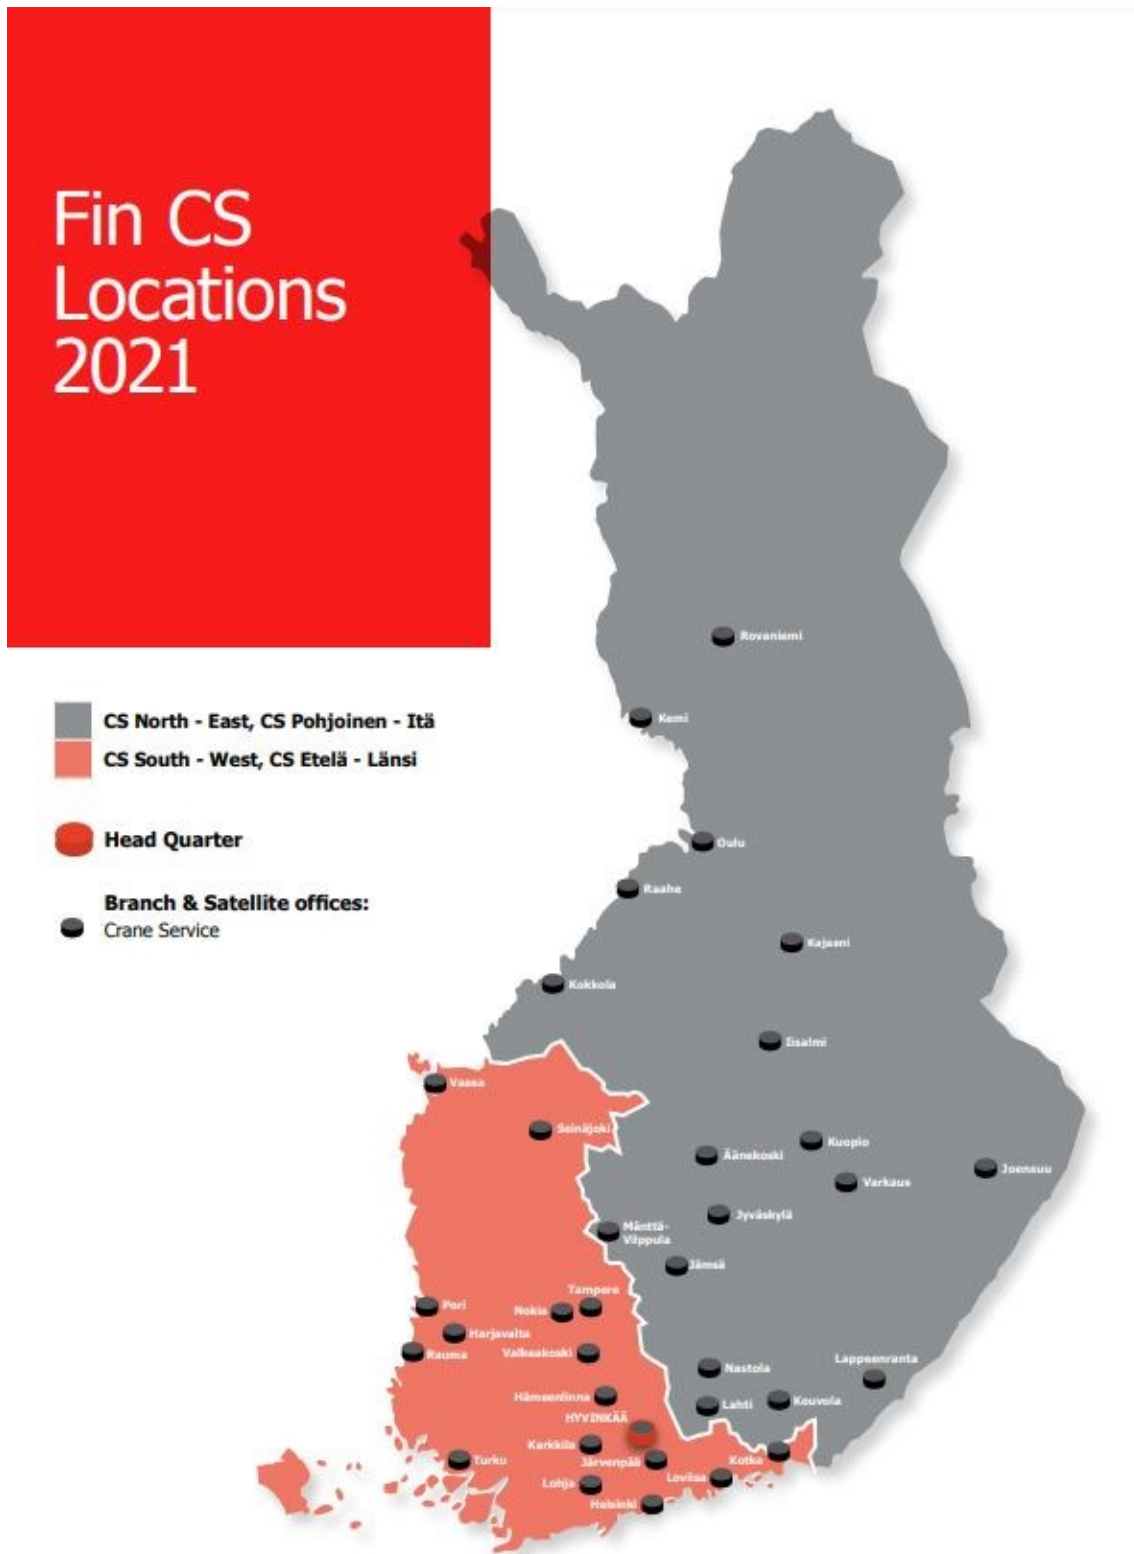 Fin CS
Locations
2021
CS North - East, CS Pohjoinen - Itä
CS South - West, CS Etelä - Länsi
Head Quarter
Branch & Satellite offices:
Crane Service
Rovaniemi
Kemi
Oulu
Raahe
Kajaani
Kokkola
Iisalmi
Vaasa
Seinäjoki
Kuopio
Äänekoski
Joensuu
Varkaus
Jyväskylä
Mänttä-
Vilppula
Jämsä
Tampere
Nokia
Pori
Harjavalta
Rauma
Valkeakoski
Lappeenranta
Nastola
Hämeenlinna
Lahti
Kouvola
HYVINKÄÄ
Karkkila
Järvenpää
Kotka
Turku
Loviisa
Lohja
Helsinki